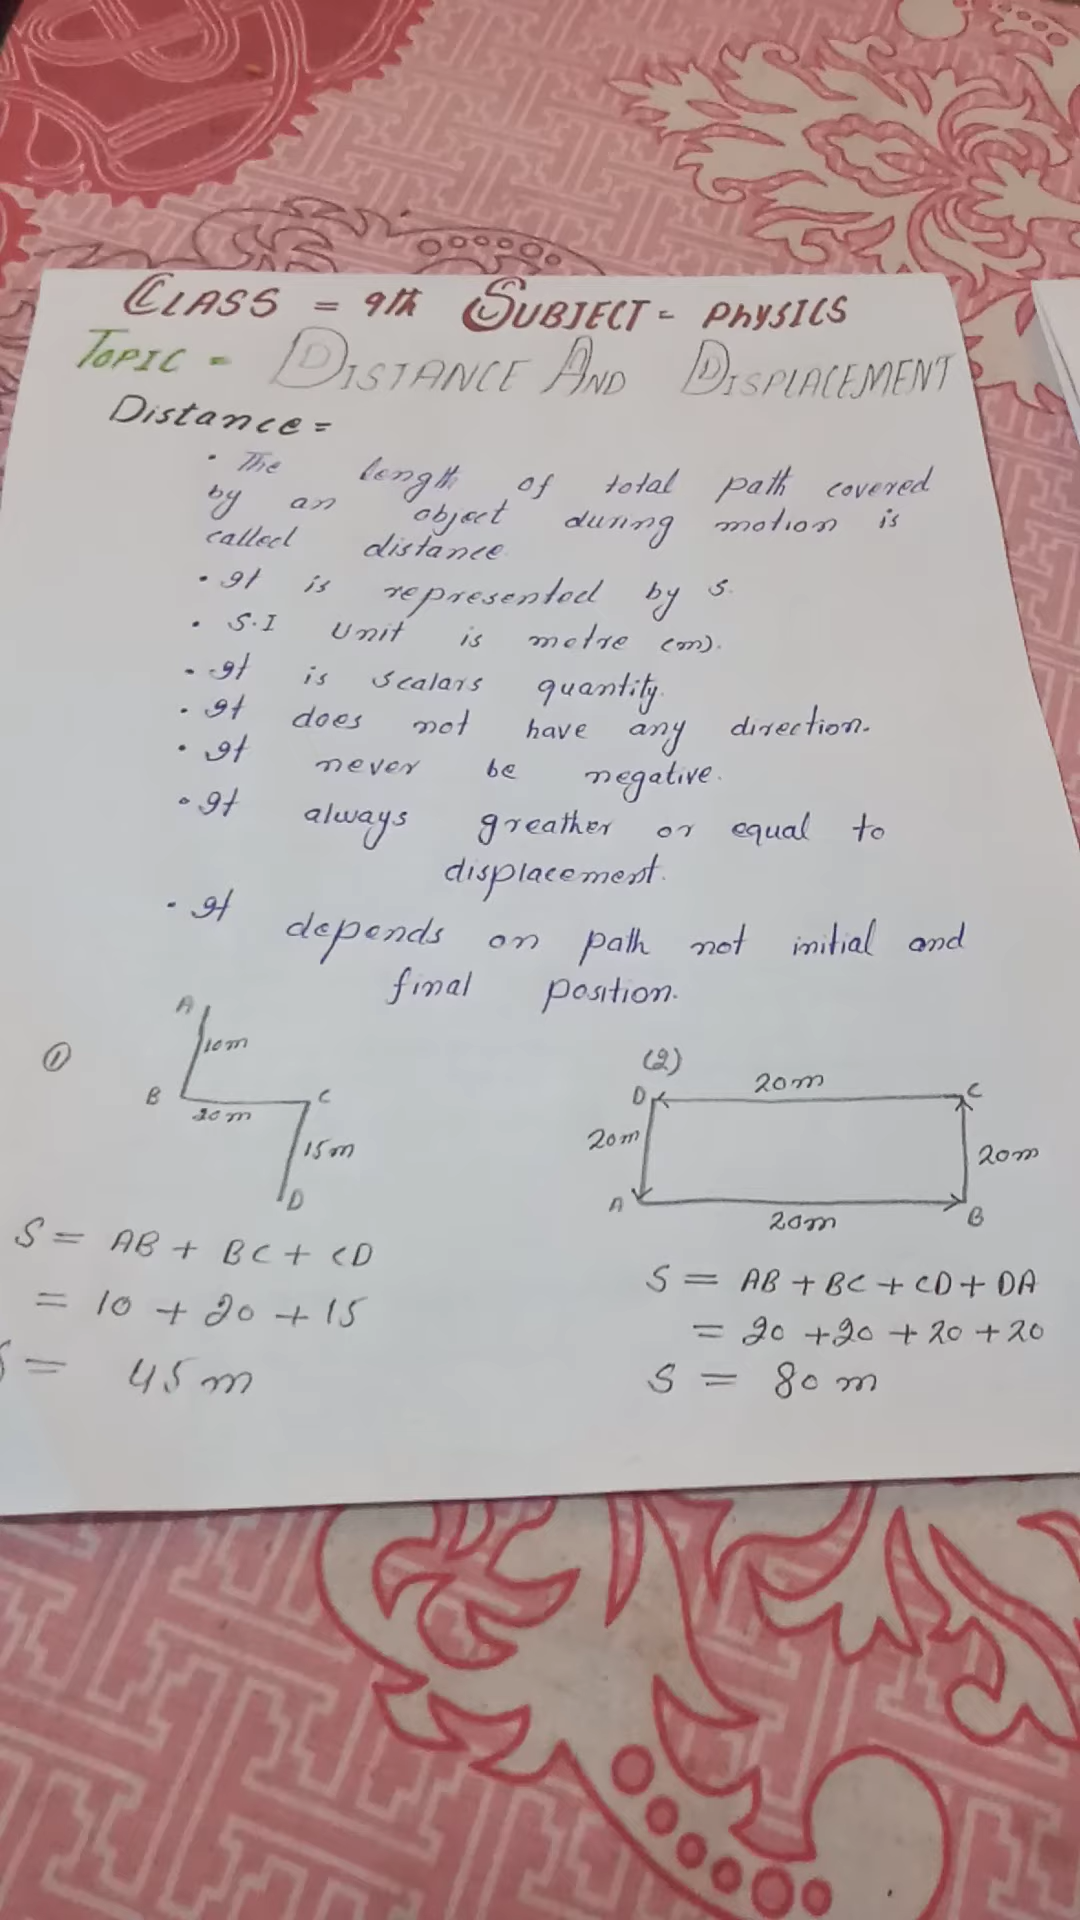 CLASS = 9th SUBJECT = PhysICS
TOPIC = DISTANCE AND DISPLACEMENT
Distance =
• The length of total path covered
by an object during motion is
called distance.
• It is represented by s.
• S.I Unit is metre (m).
• It is scalars quantity.
• It does not have any direction.
• It never be negative.
• It always greather or equal to
displacement.
• It depends on path not initial and
final position.
①
A
10m
B
20m
C
15m
D
S = AB + BC + CD
= 10 + 20 + 15
S = 45 m
(2)
D
20m
C
20m
20m
A
20m
B
S = AB + BC + CD + DA
= 20 + 20 + 20 + 20
S = 80 m